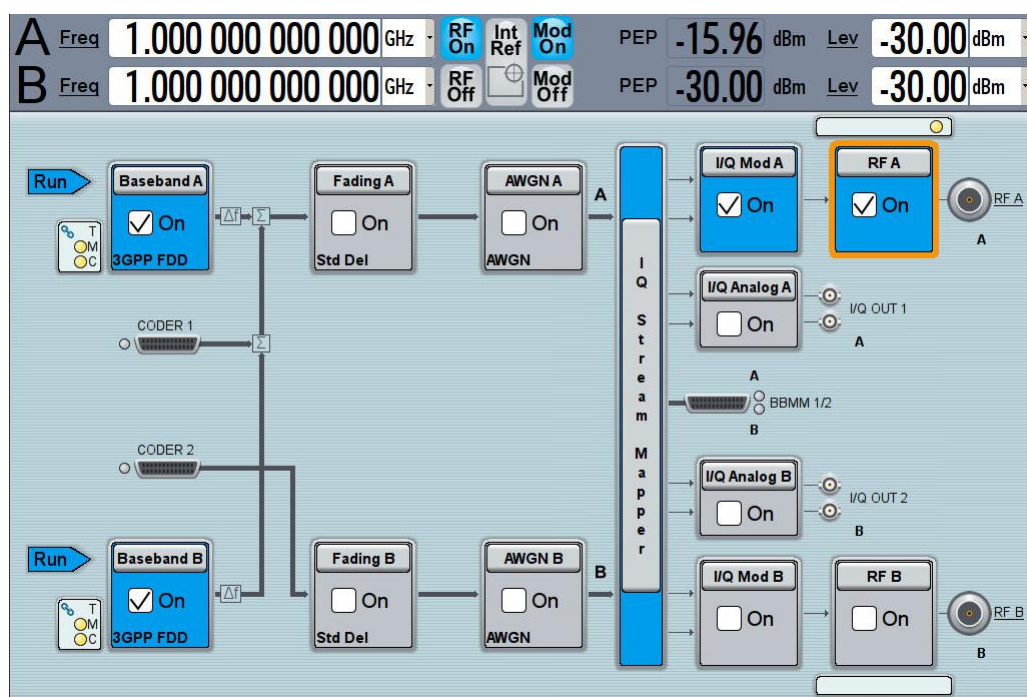 A Freq 1.000 000 000 000 GHz RF On Int Ref Mod On PEP -15.96 dBm Lev -30.00 dBm
B Freq 1.000 000 000 000 GHz RF Off Mod Off PEP -30.00 dBm Lev -30.00 dBm
Run
Baseband A
On
3GPP FDD
T
M
C
Δf
Σ
Fading A
On
Std Del
AWGN A
On
AWGN
A
I/Q Mod A
On
RF A
On
RF A
A
CODER 1
Σ
I/Q Analog A
On
I/Q OUT 1
A
IQ Stream Mapper
A
BBMM 1/2
B
CODER 2
I/Q Analog B
On
I/Q OUT 2
B
Run
Baseband B
On
3GPP FDD
T
M
C
Δf
Fading B
On
Std Del
AWGN B
On
AWGN
B
I/Q Mod B
On
RF B
On
RF B
B